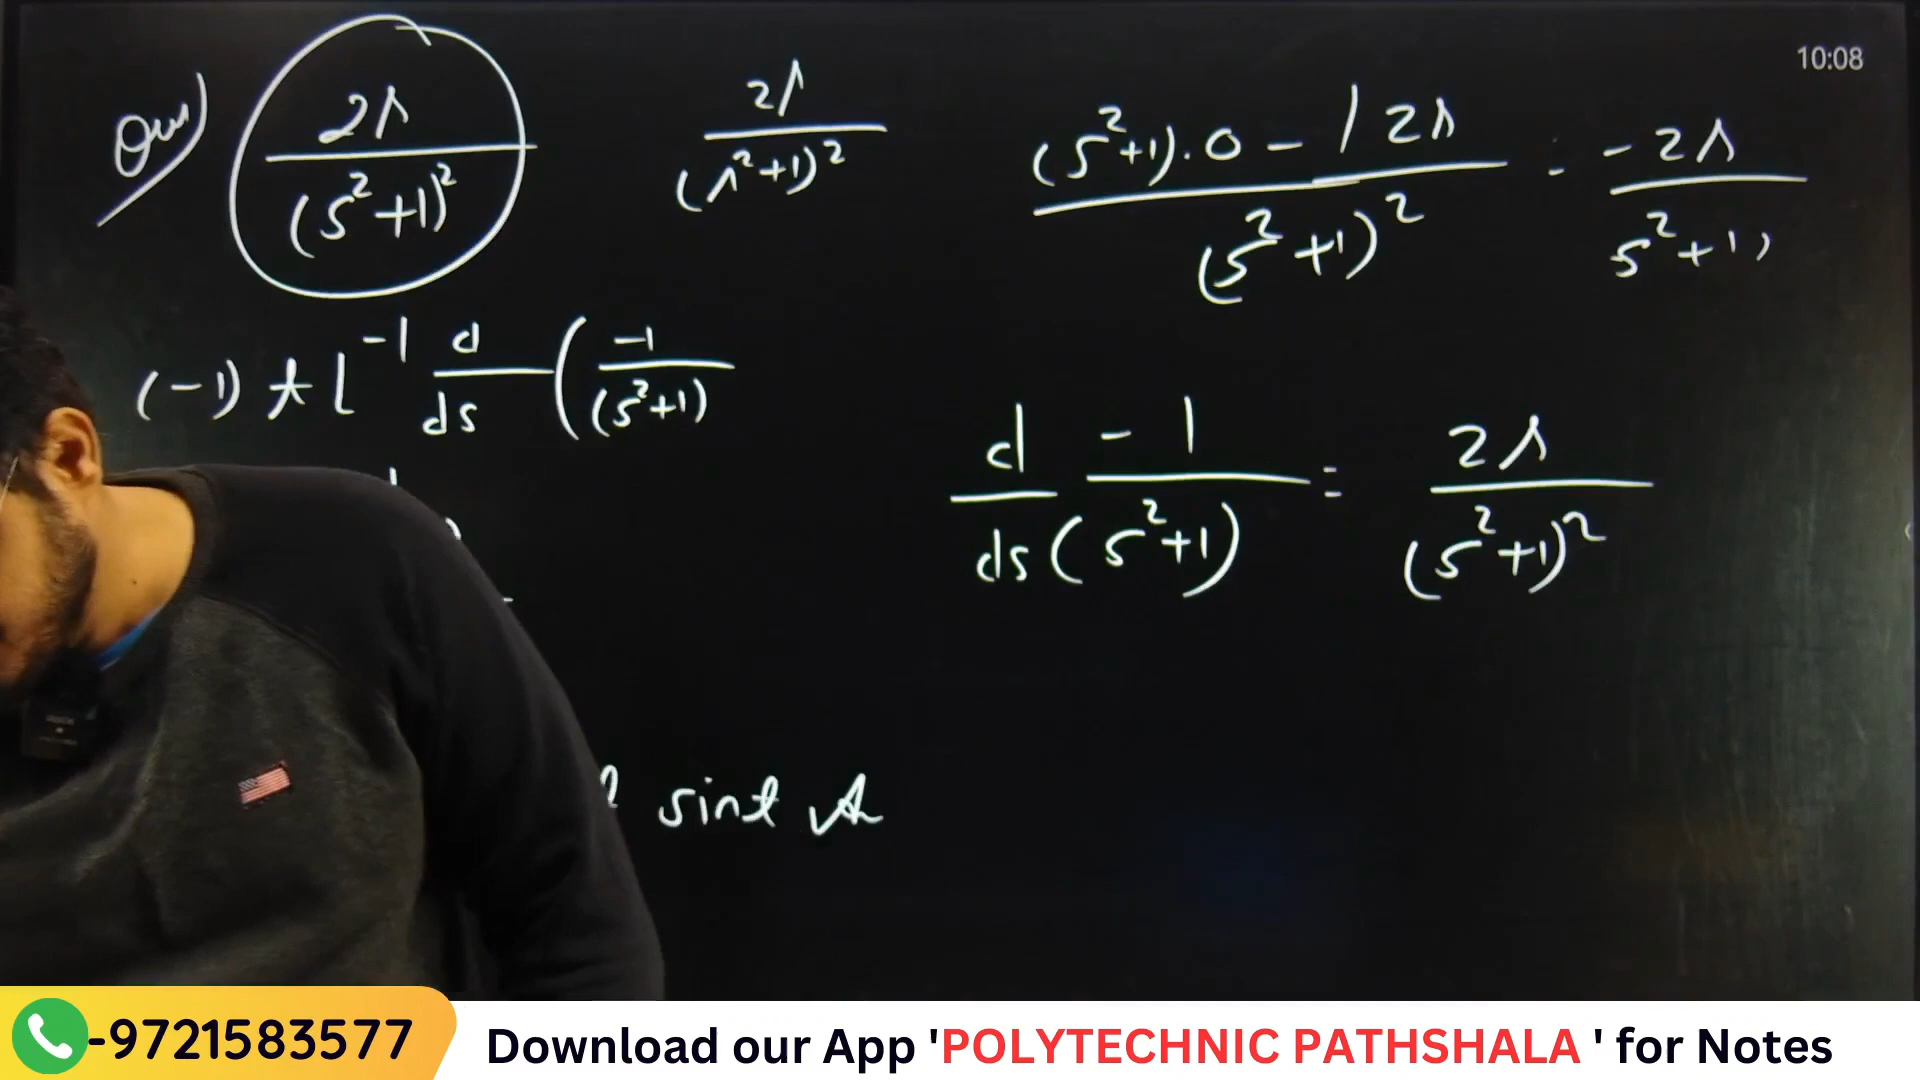 10:08
Que) 2s/(s²+1)²
2s/(s²+1)²
(s²+1).0 - 1 2s/(s²+1)² = -2s/s²+1)
(-1) t L⁻¹ d/ds (-1/(s²+1)
d/ds -1/(s²+1) = 2s/(s²+1)²
sint
-9721583577
Download our App 'POLYTECHNIC PATHSHALA ' for Notes